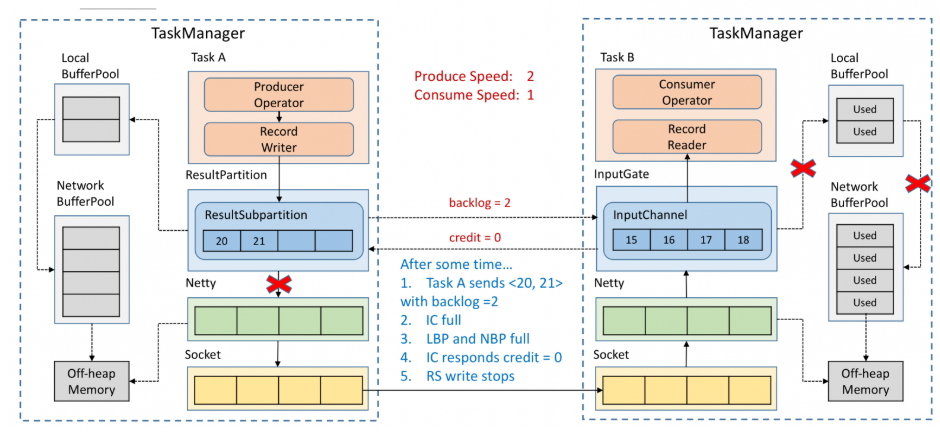 TaskManager
Local
BufferPool
Task A
Producer
Operator
Record
Writer
ResultPartition
ResultSubpartition
20 21
Network
BufferPool
Netty
Socket
Off-heap
Memory
Produce Speed: 2
Consume Speed: 1
backlog = 2
credit = 0
After some time…
1. Task A sends <20, 21>
with backlog =2
2. IC full
3. LBP and NBP full
4. IC responds credit = 0
5. RS write stops
TaskManager
Task B
Consumer
Operator
Record
Reader
InputGate
InputChannel
15 16 17 18
Netty
Socket
Local
BufferPool
Used
Used
Network
BufferPool
Used
Used
Used
Used
Off-heap
Memory